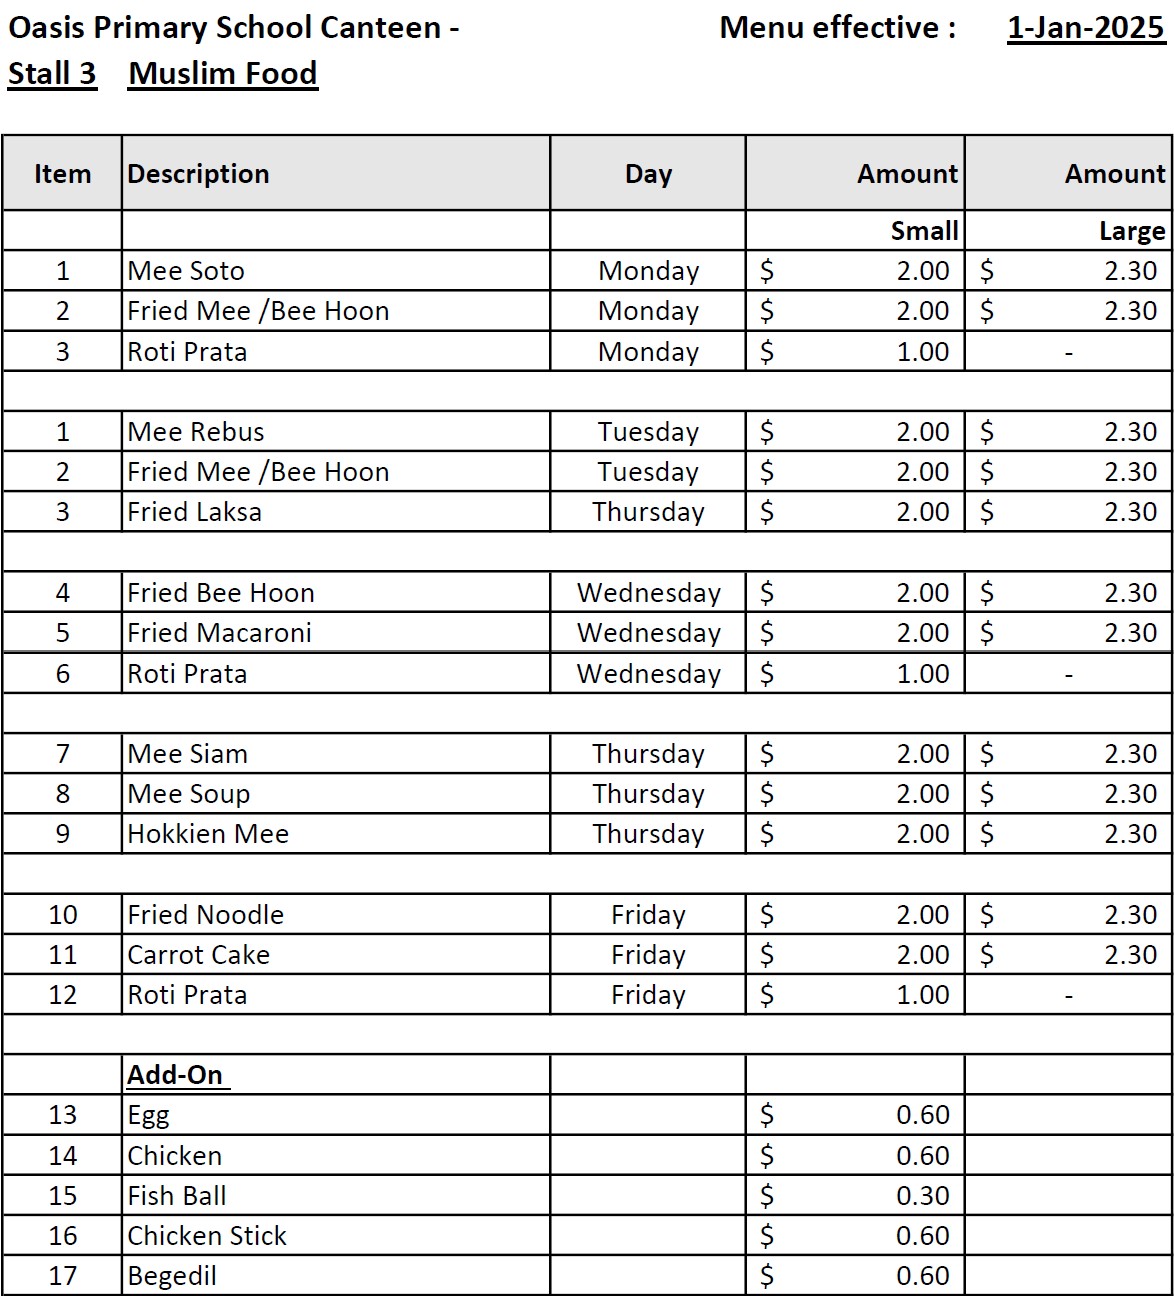 Oasis Primary School Canteen - Menu effective : 1-Jan-2025
Stall 3 Muslim Food
Item Description Day Amount Amount
Small Large
1 Mee Soto Monday $ 2.00 $ 2.30
2 Fried Mee /Bee Hoon Monday $ 2.00 $ 2.30
3 Roti Prata Monday $ 1.00 -
1 Mee Rebus Tuesday $ 2.00 $ 2.30
2 Fried Mee /Bee Hoon Tuesday $ 2.00 $ 2.30
3 Fried Laksa Thursday $ 2.00 $ 2.30
4 Fried Bee Hoon Wednesday $ 2.00 $ 2.30
5 Fried Macaroni Wednesday $ 2.00 $ 2.30
6 Roti Prata Wednesday $ 1.00 -
7 Mee Siam Thursday $ 2.00 $ 2.30
8 Mee Soup Thursday $ 2.00 $ 2.30
9 Hokkien Mee Thursday $ 2.00 $ 2.30
10 Fried Noodle Friday $ 2.00 $ 2.30
11 Carrot Cake Friday $ 2.00 $ 2.30
12 Roti Prata Friday $ 1.00 -
Add-On
13 Egg $ 0.60
14 Chicken $ 0.60
15 Fish Ball $ 0.30
16 Chicken Stick $ 0.60
17 Begedil $ 0.60